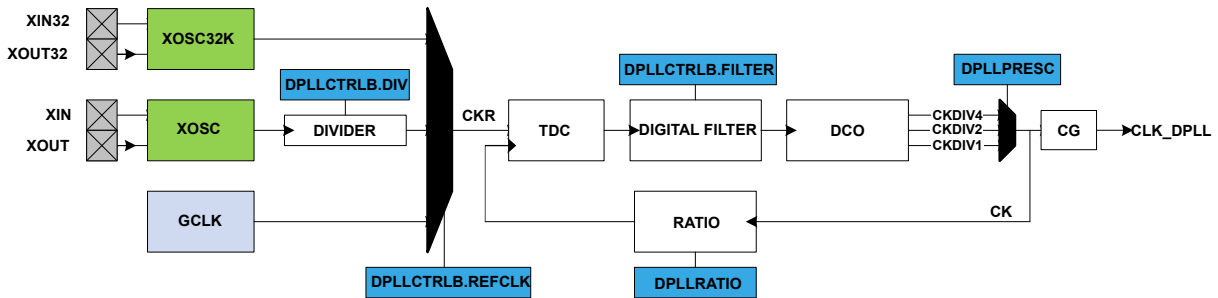 XIN32
XOUT32
XOSC32K
DPLLCTRLB.DIV
DPLLCTRLB.FILTER
DPLLPRESC
XIN
XOUT
XOSC
DIVIDER
CKR
TDC
DIGITAL FILTER
DCO
CKDIV4
CKDIV2
CKDIV1
CG
CLK_DPLL
GCLK
RATIO
CK
DPLLCTRLB.REFCLK
DPLLRATIO